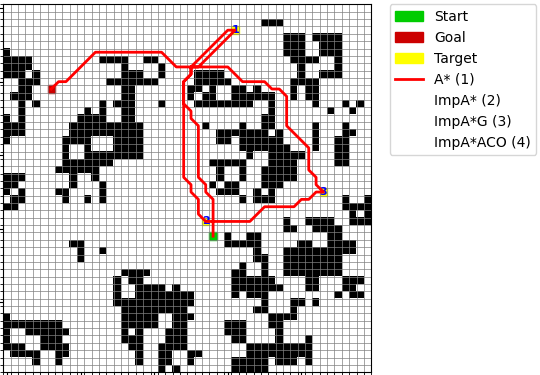 1
3
2
Start
Goal
Target
A* (1)
ImpA* (2)
ImpA*G (3)
ImpA*ACO (4)